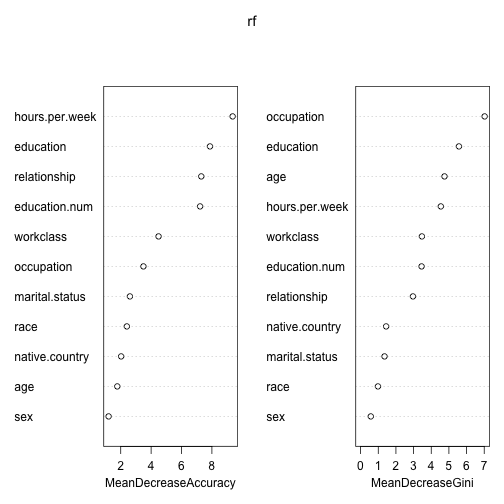 rf
hours.per.week
education
relationship
education.num
workclass
occupation
marital.status
race
native.country
age
sex
2 4 6 8
MeanDecreaseAccuracy
occupation
education
age
hours.per.week
workclass
education.num
relationship
native.country
marital.status
race
sex
0 1 2 3 4 5 6 7
MeanDecreaseGini